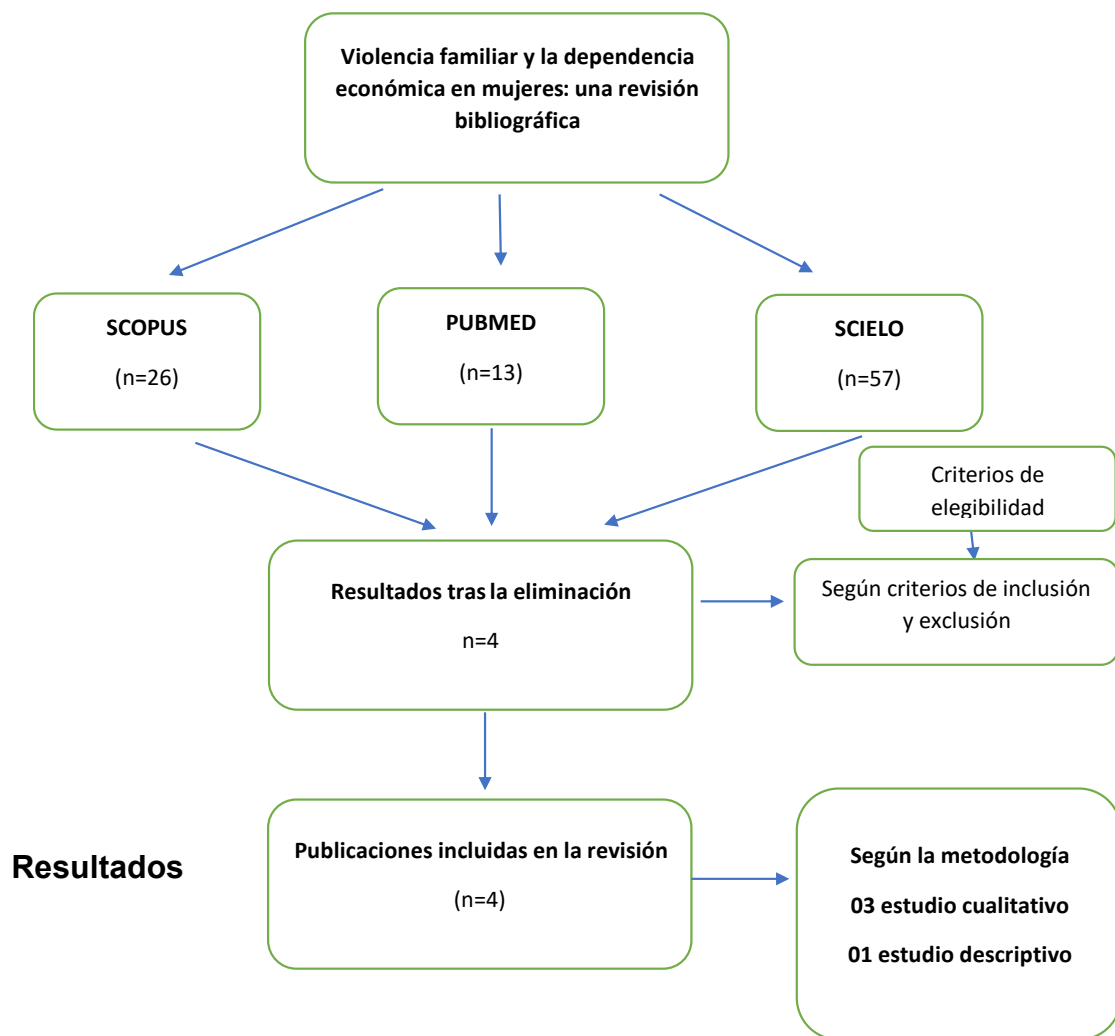 Violencia familiar y la dependencia
económica en mujeres: una revisión
bibliográfica
SCOPUS
(n=26)
PUBMED
(n=13)
SCIELO
(n=57)
Criterios de
elegibilidad
Resultados tras la eliminación
n=4
Según criterios de inclusión
y exclusión
Resultados
Publicaciones incluidas en la revisión
(n=4)
Según la metodología
03 estudio cualitativo
01 estudio descriptivo